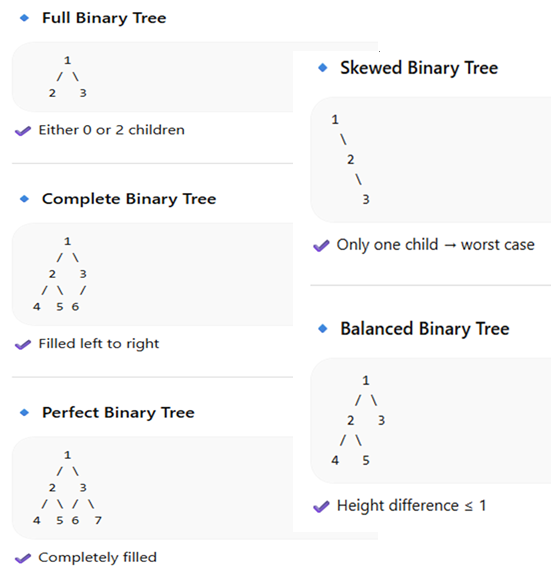 Full Binary Tree
1
/ \
2 3
✔ Either 0 or 2 children
Complete Binary Tree
1
/ \
2 3
/ \ /
4 5 6
✔ Filled left to right
Perfect Binary Tree
1
/ \
2 3
/ \ / \
4 5 6 7
✔ Completely filled
Skewed Binary Tree
1
\
2
\
3
✔ Only one child → worst case
Balanced Binary Tree
1
/ \
2 3
/ \
4 5
✔ Height difference ≤ 1